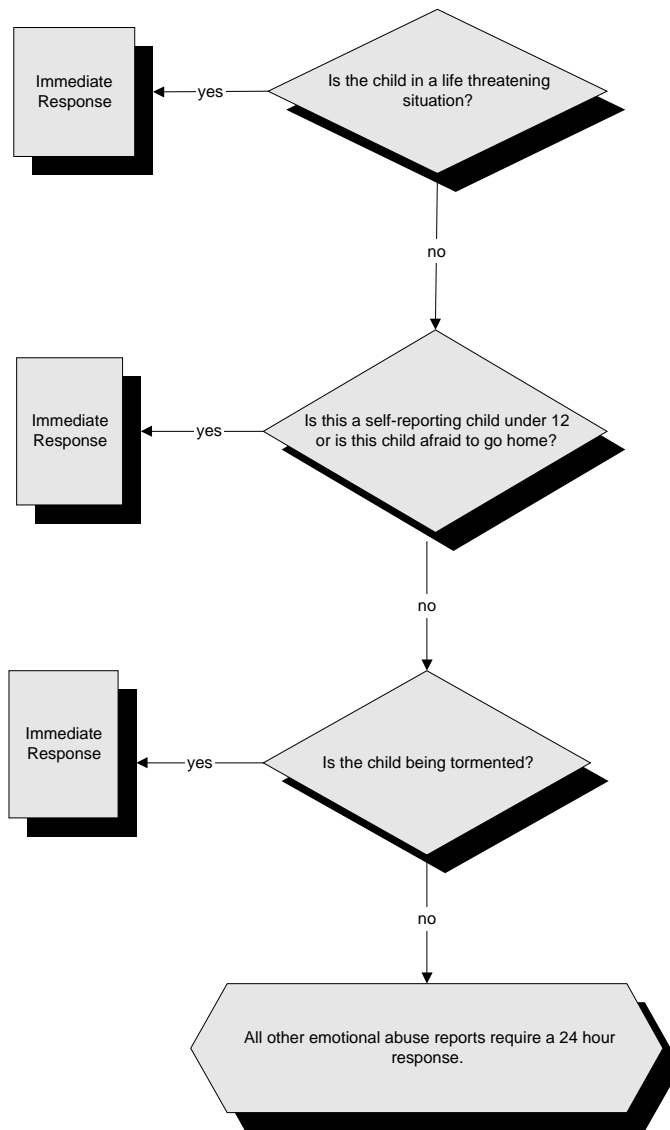 Immediate
Response
yes
Is the child in a life threatening
situation?
no
Immediate
Response
yes
Is this a self-reporting child under 12
or is this child afraid to go home?
no
Immediate
Response
yes
Is the child being tormented?
no
All other emotional abuse reports require a 24 hour
response.